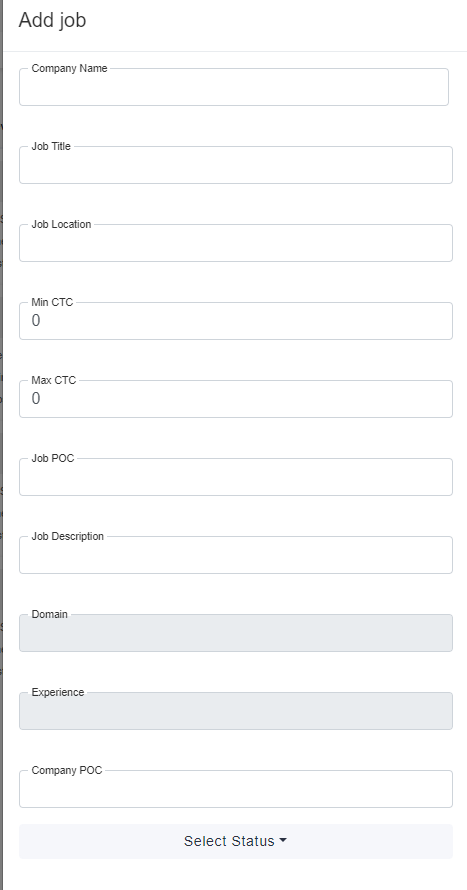 Add job
Company Name
Job Title
Job Location
Min CTC
0
Max CTC
0
Job POC
Job Description
Domain
Experience
Company POC
Select Status